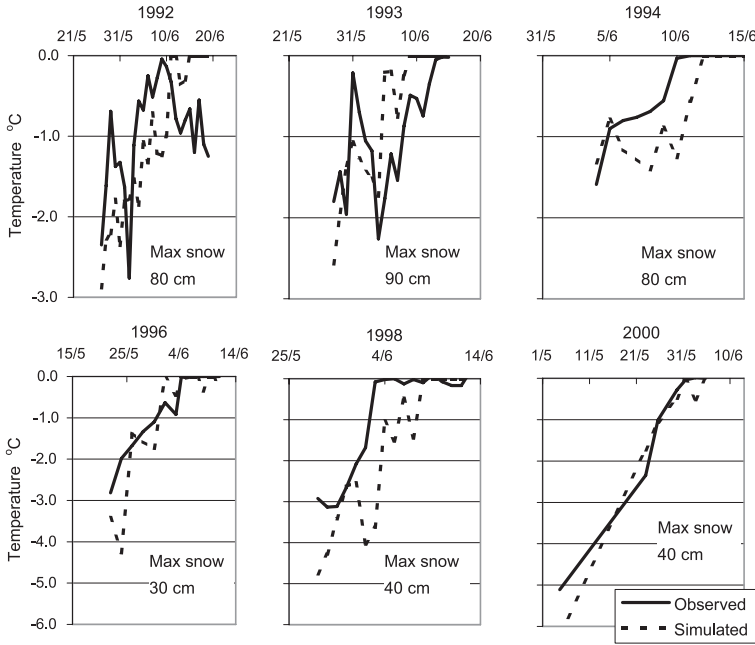 1992
1993
1994
21/5 31/5 10/6 20/6
21/5 31/5 10/6 20/6
31/5 5/6 10/6 15/6
0.0
-1.0
-2.0
-3.0
Temperature °C
Max snow
80 cm
Max snow
90 cm
Max snow
80 cm
1996
1998
2000
15/5 25/5 4/6 14/6
25/5 4/6 14/6
1/5 11/5 21/5 31/5 10/6
0.0
-1.0
-2.0
-3.0
-4.0
-5.0
-6.0
Temperature °C
Max snow
30 cm
Max snow
40 cm
Max snow
40 cm
Observed
Simulated